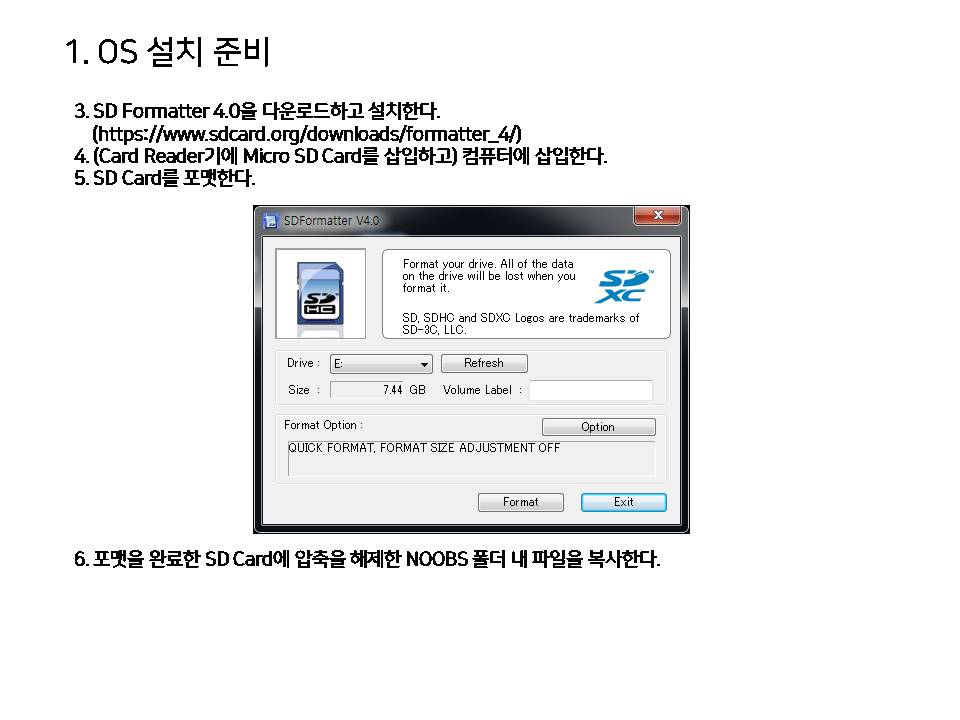 1. OS 설치 준비
3. SD Formatter 4.0을 다운로드하고 설치한다.
(https://www.sdcard.org/downloads/formatter_4/)
4. (Card Reader기에 Micro SD Card를 삽입하고) 컴퓨터에 삽입한다.
5. SD Card를 포맷한다.
SDFormatter V4.0
SD HC
Format your drive. All of the data
on the drive will be lost when you
format it.
SD XC™
SD, SDHC and SDXC Logos are trademarks of
SD-3C, LLC.
Drive : E: Refresh
Size : 7.44 GB Volume Label :
Format Option : Option
QUICK FORMAT, FORMAT SIZE ADJUSTMENT OFF
Format Exit
6. 포맷을 완료한 SD Card에 압축을 해제한 NOOBS 폴더 내 파일을 복사한다.